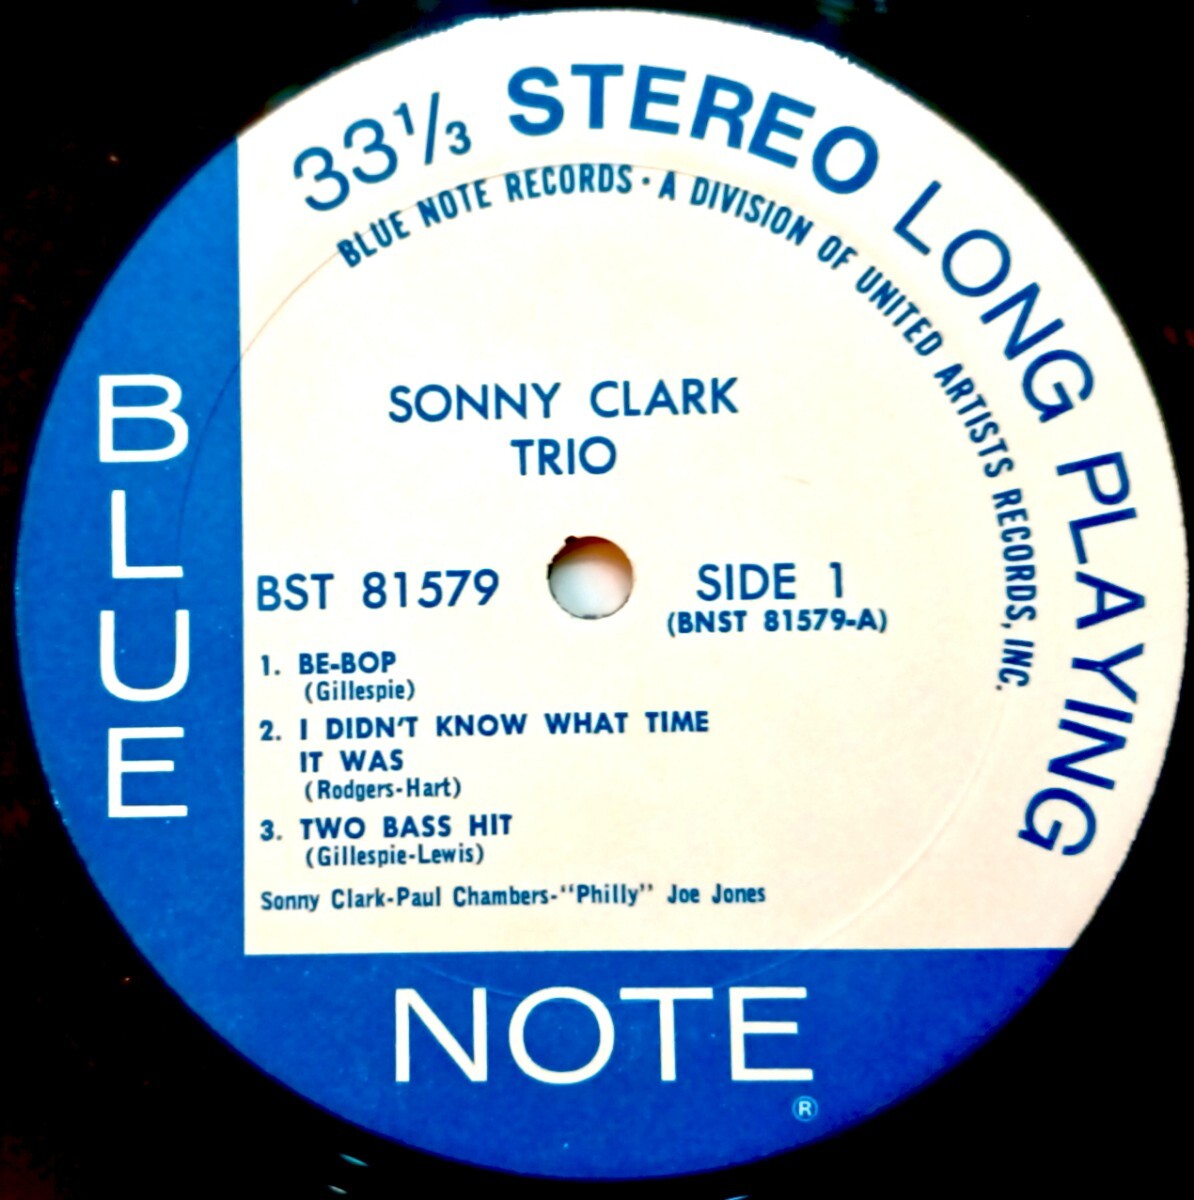 33⅓ STEREO LONG PLAYING
BLUE NOTE RECORDS · A DIVISION OF UNITED ARTISTS RECORDS, INC.
SONNY CLARK
TRIO
BST 81579
SIDE 1
(BNST 81579-A)
1. BE-BOP
(Gillespie)
2. I DIDN'T KNOW WHAT TIME
IT WAS
(Rodgers-Hart)
3. TWO BASS HIT
(Gillespie-Lewis)
Sonny Clark-Paul Chambers-"Philly" Joe Jones
BLUE
NOTE
®